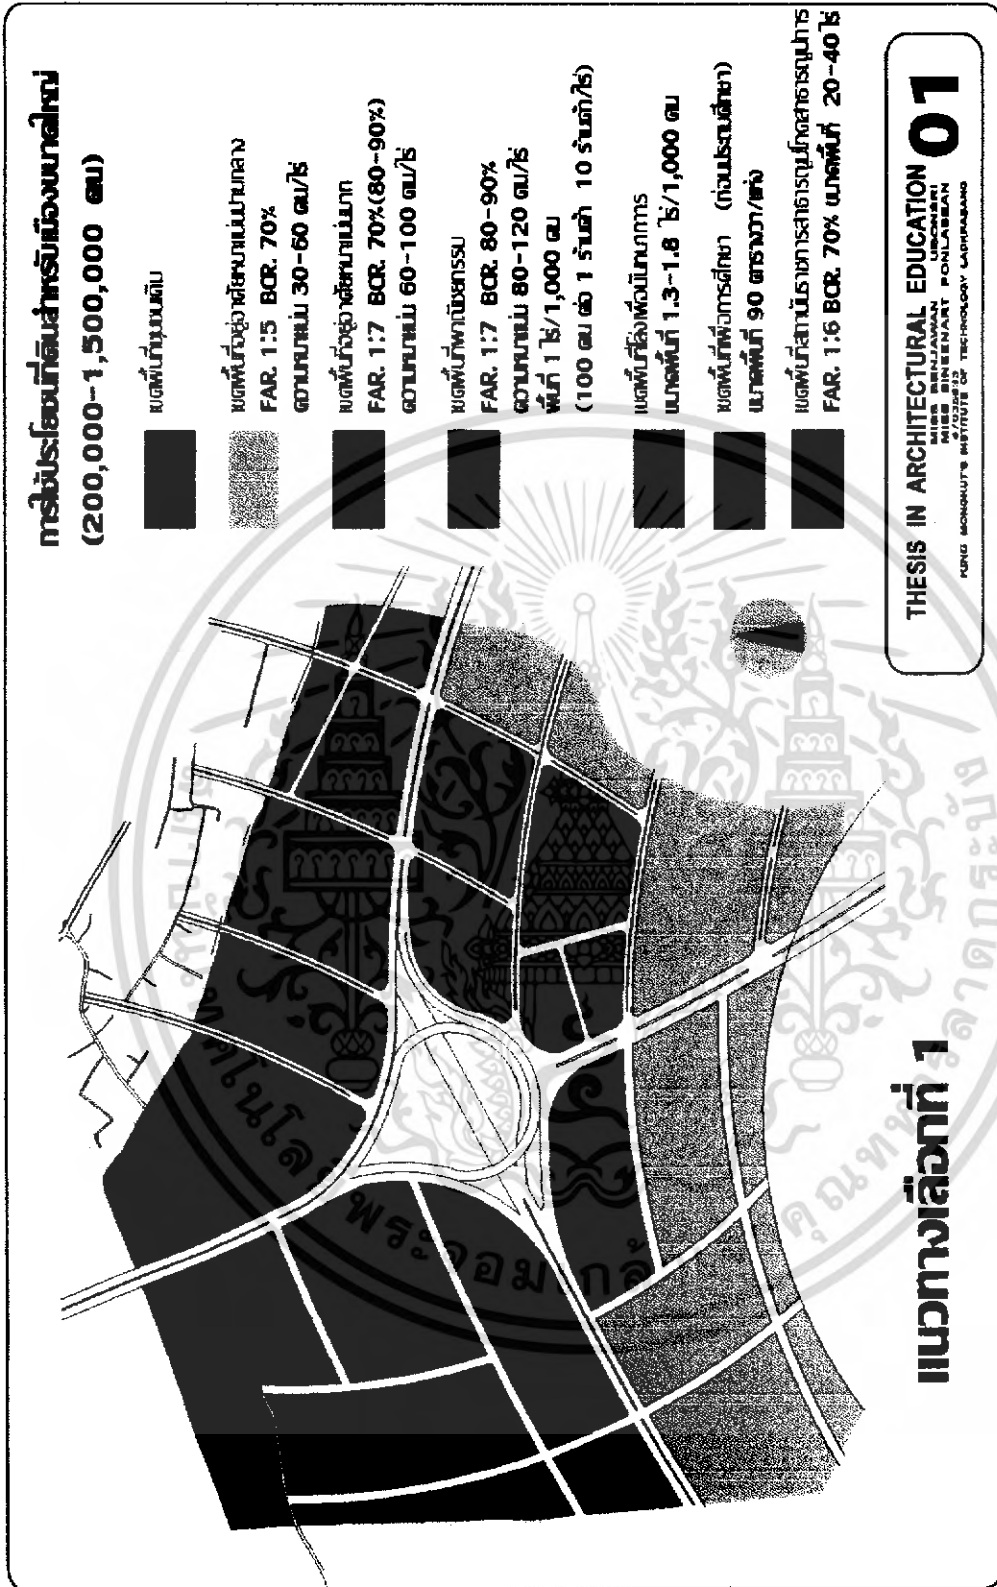 การใช้ประโยชน์ที่ดินสำหรับเมืองขนาดใหญ่
(200,000-1,500,000 คน)
เขตพื้นที่ชุมชนเดิม
เขตพื้นที่อยู่อาศัยหนาแน่นปานกลาง
FAR. 1:5 BCR. 70%
ความหนาแน่น 30-60 คน/ไร่
เขตพื้นที่อยู่อาศัยหนาแน่นมาก
FAR. 1:7 BCR. 70%(80-90%)
ความหนาแน่น 60-100 คน/ไร่
เขตพื้นที่พาณิชยกรรม
FAR. 1:7 BCR. 80-90%
ความหนาแน่น 80-120 คน/ไร่
พื้นที่ 1 ไร่/1,000 คน
(100 คน ต่อ 1 ร้านค้า 10 ร้านค้า/ไร่)
เขตพื้นที่โล่งเพื่อนันทนาการ
ขนาดพื้นที่ 1.3-1.8 ไร่/1,000 คน
เขตพื้นที่เพื่อการศึกษา (ก่อนประถมศึกษา)
ขนาดพื้นที่ 90 ตารางวา/แห่ง
เขตพื้นที่สถาบันราชการสาธารณูปโภคสาธารณูปการ
FAR. 1:6 BCR. 70% ขนาดพื้นที่ 20-40 ไร่
แนวทางเลือกที่ 1
THESIS IN ARCHITECTURAL EDUCATION 01
MISS BENJAWAN UBONSRI
MISS BINEENART PONLABEAN
KING MONGKUT'S INSTITUTE OF TECHNOLOGY LADKRABANG